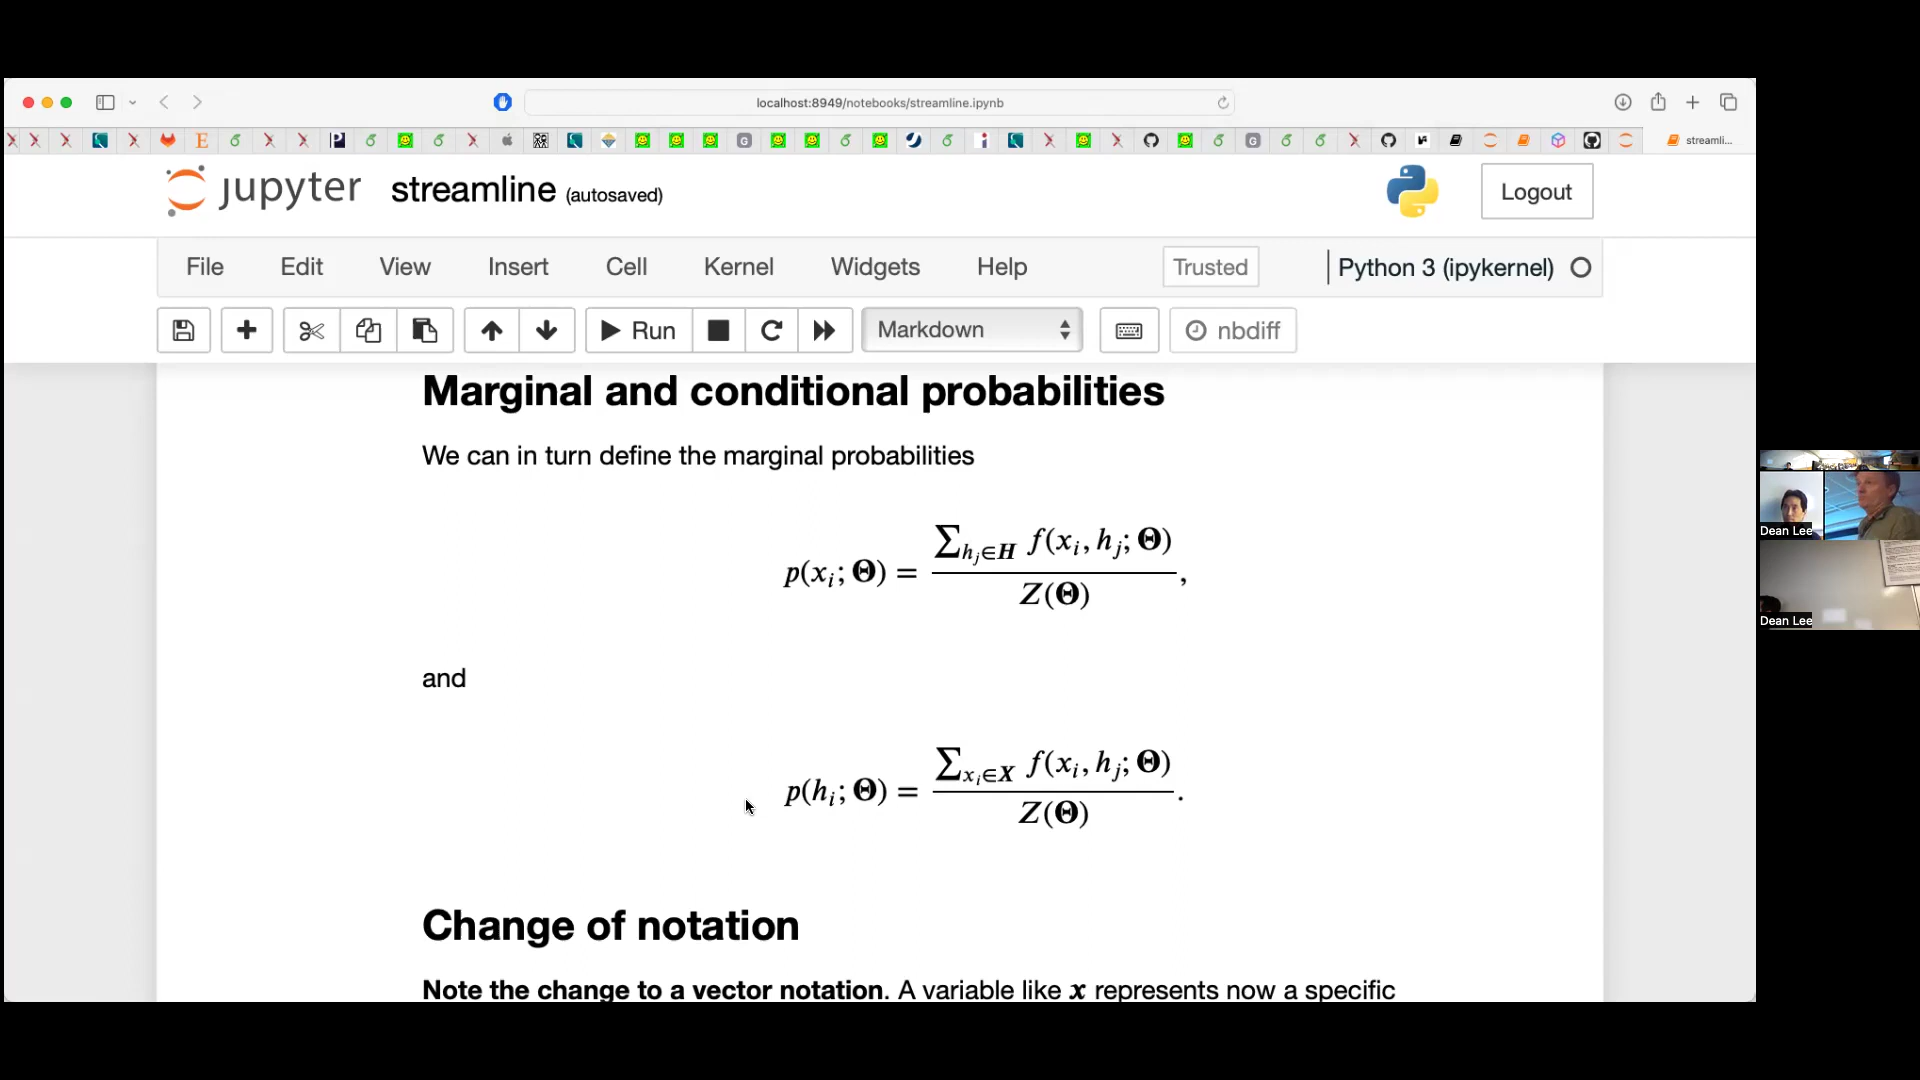 localhost:8949/notebooks/streamline.ipynb
streamli...
jupyter streamline (autosaved)
Logout
File Edit View Insert Cell Kernel Widgets Help Trusted Python 3 (ipykernel)
Run Markdown nbdiff
Marginal and conditional probabilities
We can in turn define the marginal probabilities
p(x_i; Θ) = ∑_{h_j∈H} f(x_i, h_j; Θ) / Z(Θ),
and
p(h_i; Θ) = ∑_{x_i∈X} f(x_i, h_j; Θ) / Z(Θ).
Change of notation
Note the change to a vector notation. A variable like x represents now a specific
Dean Lee
Dean Lee